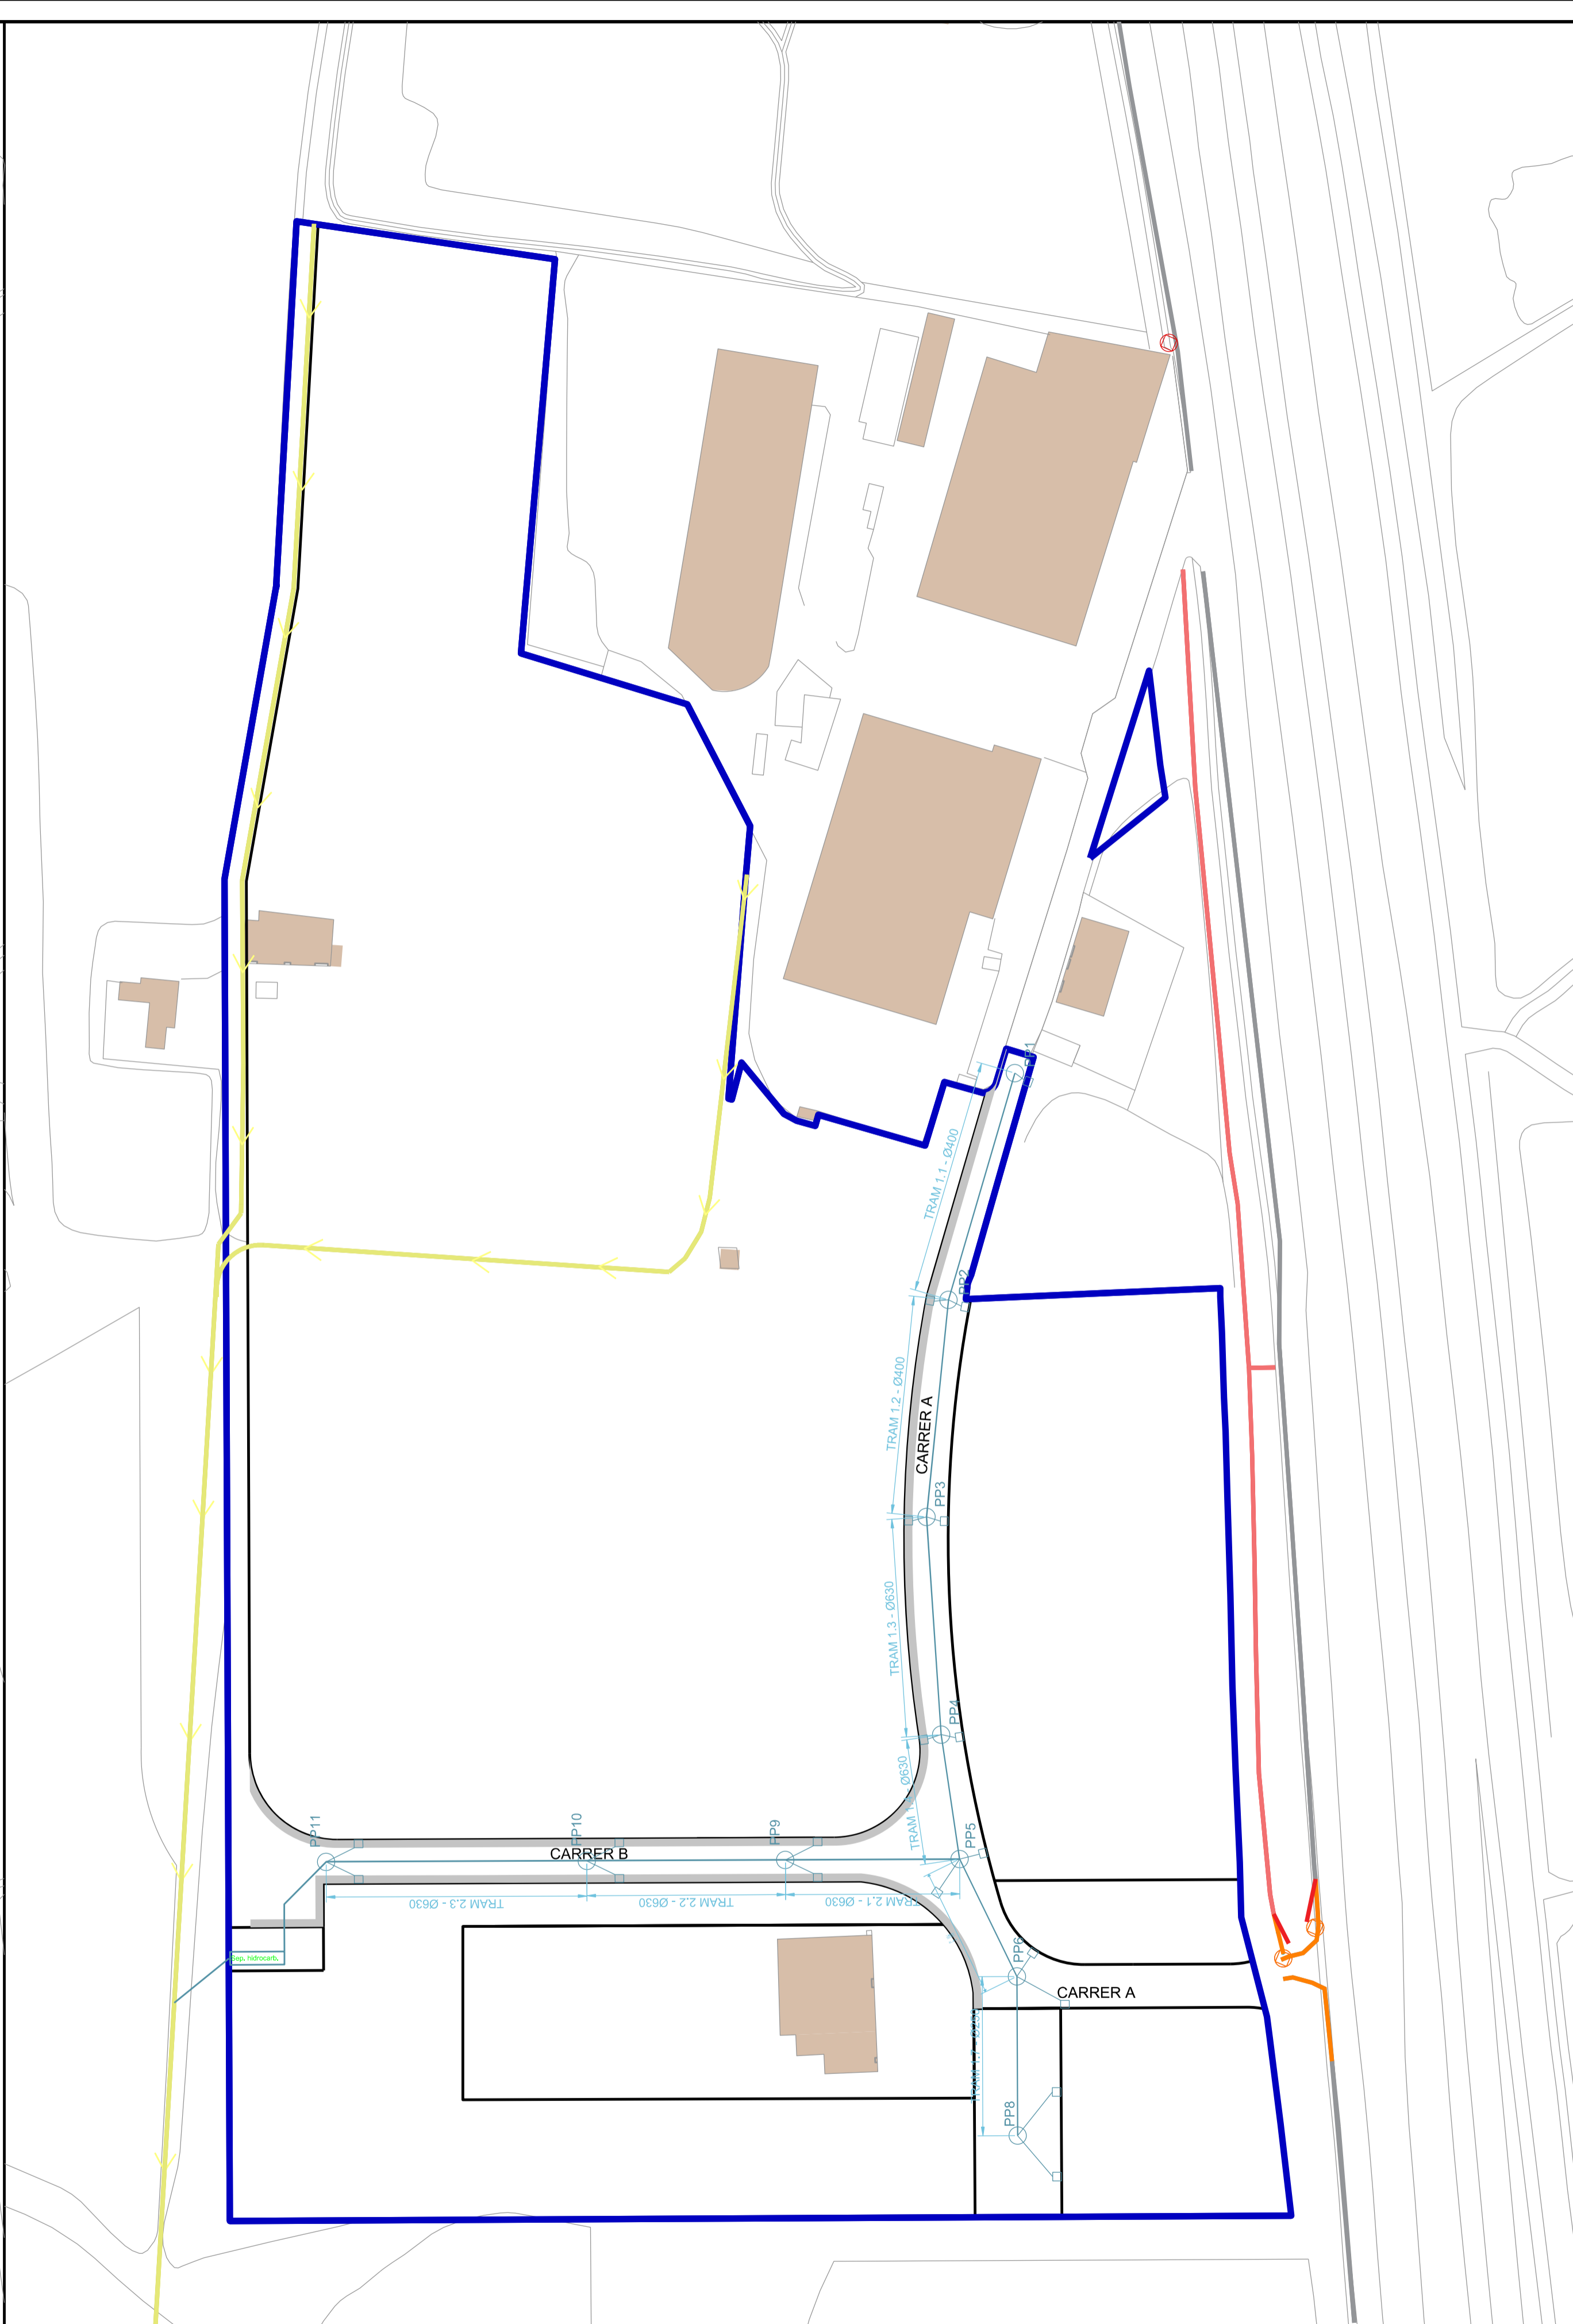 PP1
TRAM 1.1 - Ø400
PP2
TRAM 1.2 - Ø400
CARRER A
PP3
TRAM 1.3 - Ø630
PP4
Ø630
PP5
PP11
PP10
PP9
CARRER B
TRAM 2.3 - Ø630
TRAM 2.2 - Ø630
TRAM 2.1 - Ø630
PP6
Sep. hidrocarb.
CARRER A
PP8